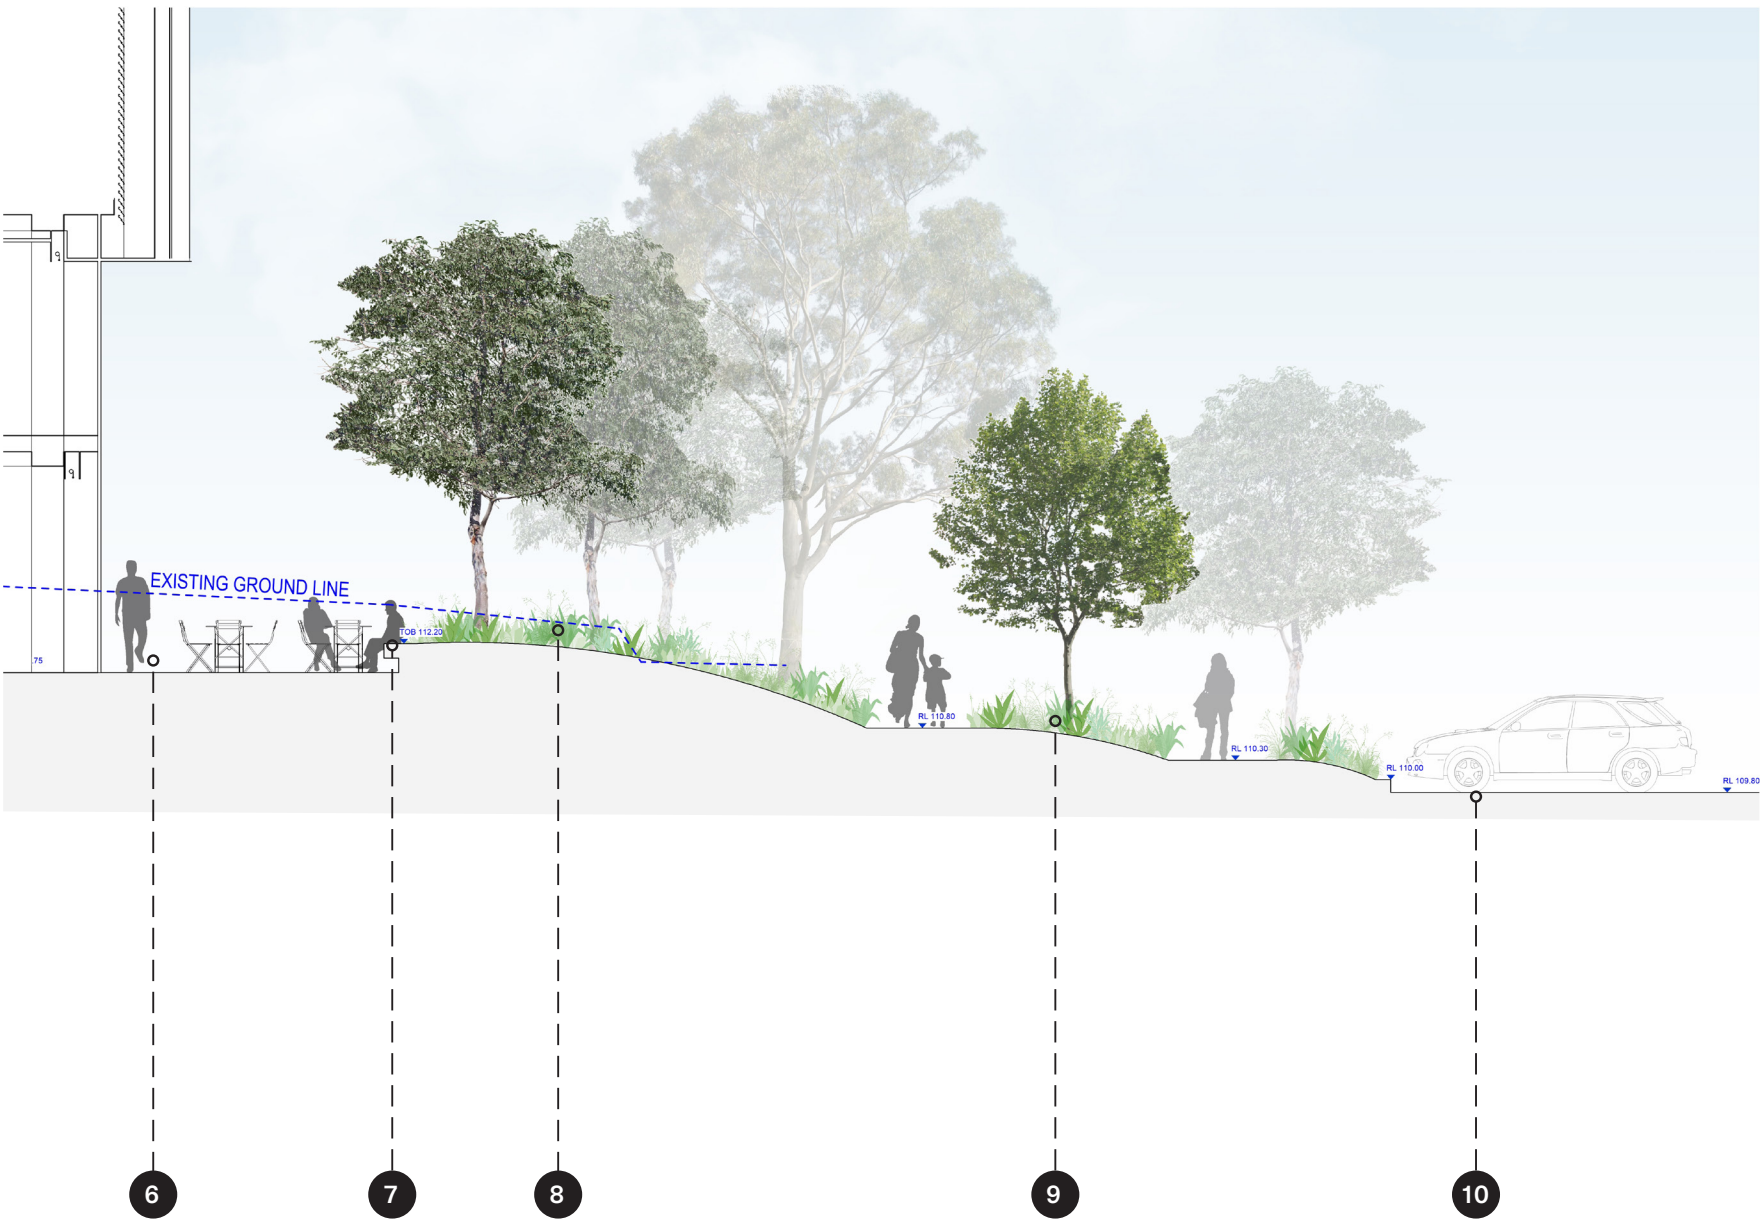 EXISTING GROUND LINE
TOB 112.20
.75
RL 110.80
RL 110.30
RL 110.00
RL 109.80
6
7
8
9
10